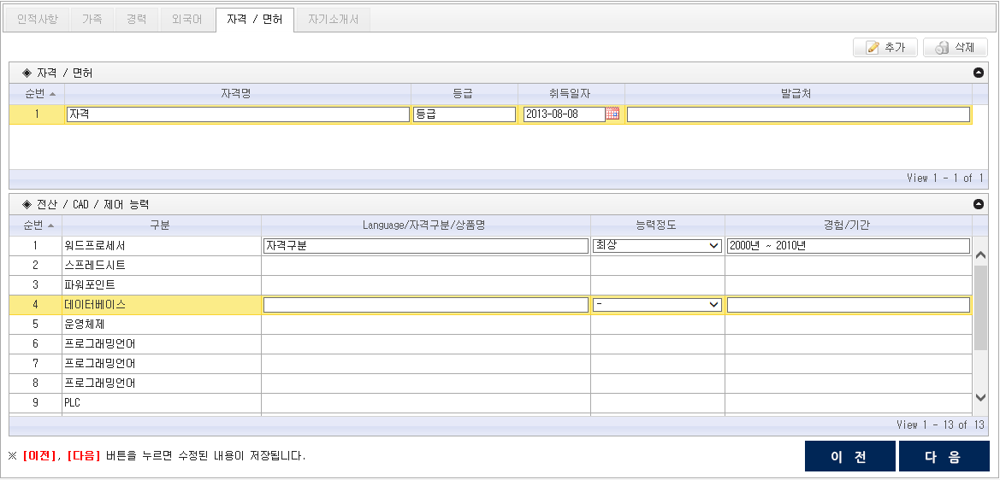 인적사항 가족 경력 외국어 자격 / 면허 자기소개서
추가 삭제
◈ 자격 / 면허
순번 자격명 등급 취득일자 발급처
1 자격 등급 2013-08-08
View 1 - 1 of 1
◈ 전산 / CAD / 제어 능력
순번 구분 Language/자격구분/상품명 능력정도 경험/기간
1 워드프로세서 자격구분 최상 2000년 ~ 2010년
2 스프레드시트
3 파워포인트
4 데이터베이스 -
5 운영체제
6 프로그래밍언어
7 프로그래밍언어
8 프로그래밍언어
9 PLC
View 1 - 13 of 13
※ [이전], [다음] 버튼을 누르면 수정된 내용이 저장됩니다.
이 전 다 음